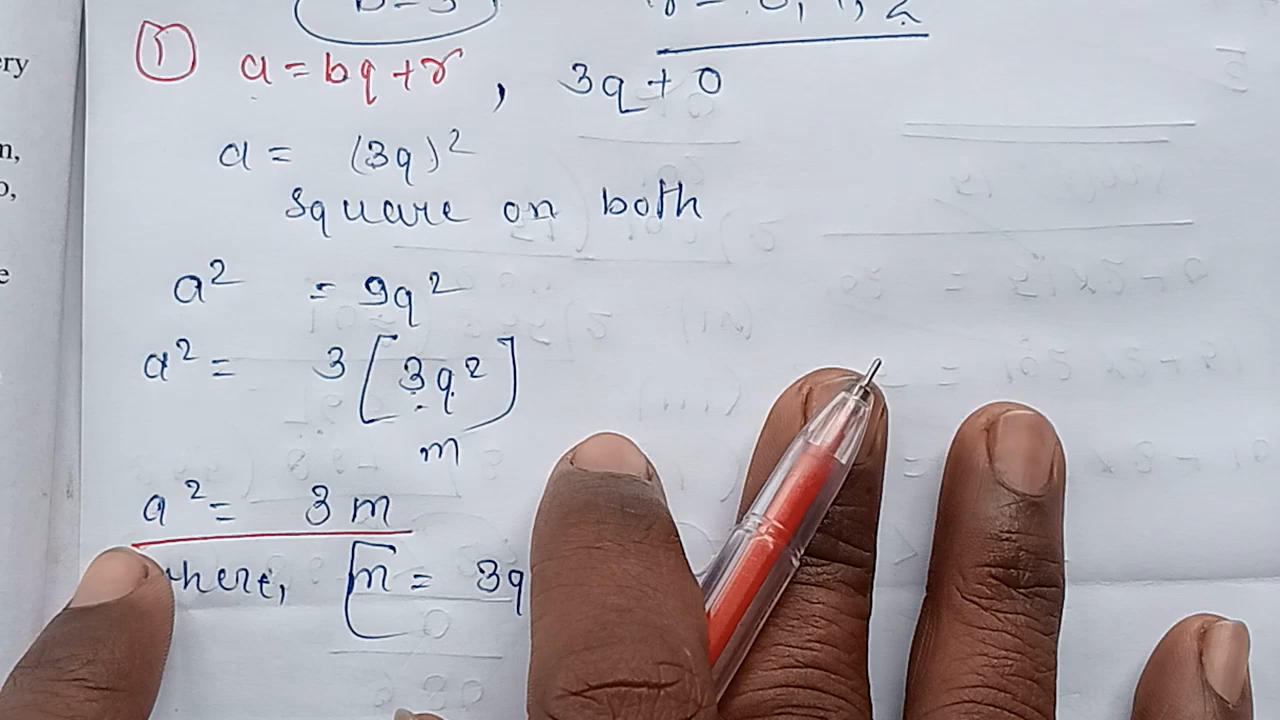 ① a = bq + r , 3q + 0
a = (3q)²
square on both
a² = 9q²
a² = 3 [3q²]
m
a² = 3m
where, m = 3q